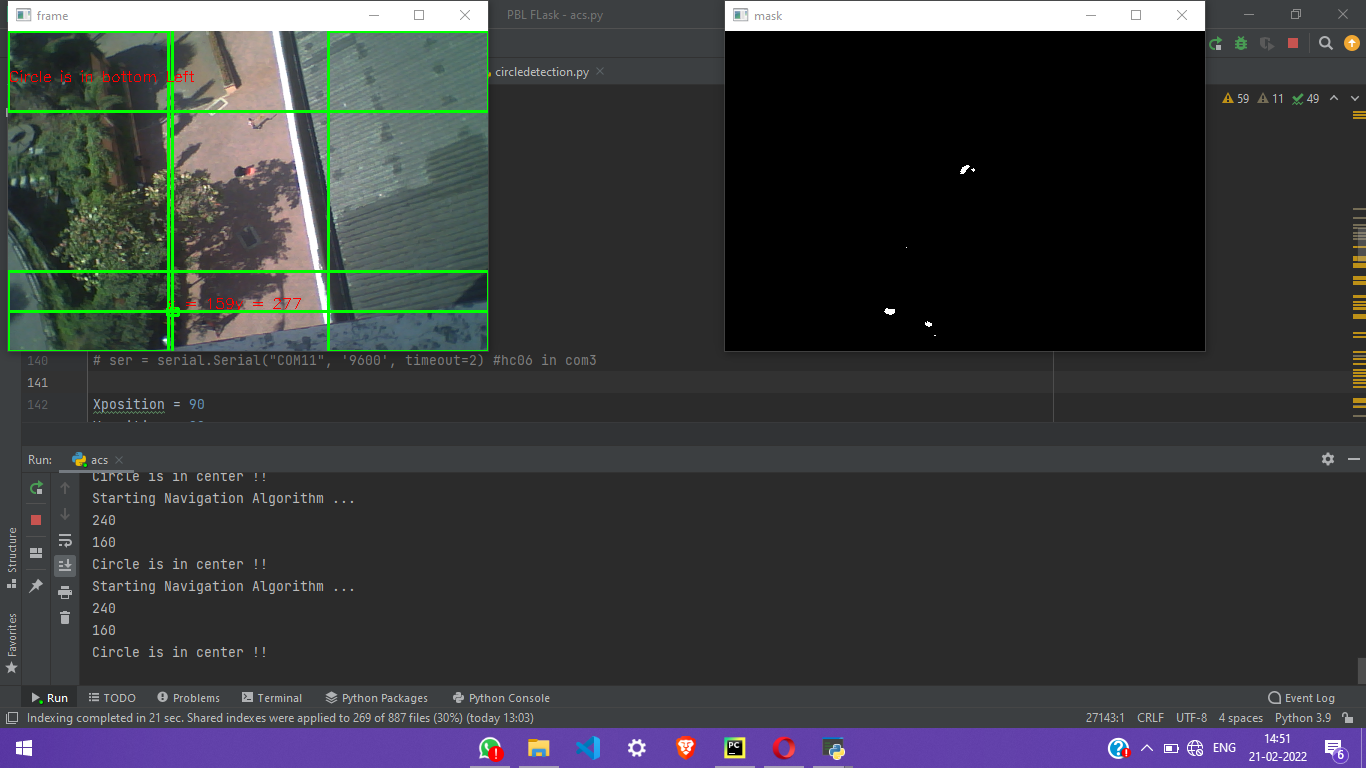 frame
PBL FLask - acs.py
mask
circledetection.py
59 11 49
Circle is in bottom Left
= 159y = 277
140 # ser = serial.Serial("COM11", '9600', timeout=2) #hc06 in com3
141
142 Xposition = 90
Run: acs
Circle is in center !!
Starting Navigation Algorithm ...
240
160
Circle is in center !!
Starting Navigation Algorithm ...
240
160
Circle is in center !!
Structure
Favorites
Run TODO Problems Terminal Python Packages Python Console Event Log
Indexing completed in 21 sec. Shared indexes were applied to 269 of 887 files (30%) (today 13:03) 27143:1 CRLF UTF-8 4 spaces Python 3.9
PC
ENG
14:51
21-02-2022
6